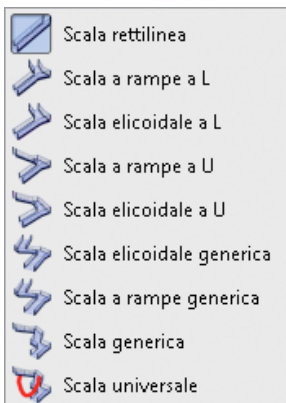 Scala rettilinea
Scala a rampe a L
Scala elicoidale a L
Scala a rampe a U
Scala elicoidale a U
Scala elicoidale generica
Scala a rampe generica
Scala generica
Scala universale